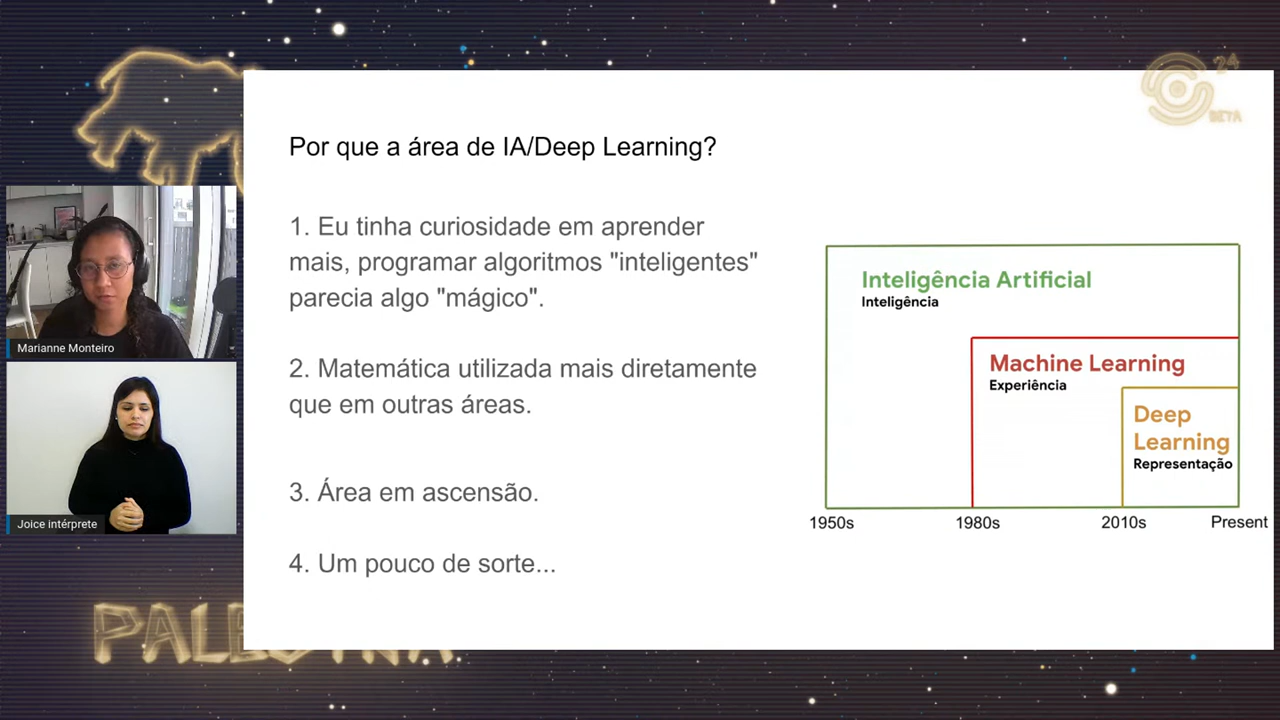 '24
BETA
Por que a área de IA/Deep Learning?
1. Eu tinha curiosidade em aprender
mais, programar algoritmos "inteligentes"
parecia algo "mágico".
2. Matemática utilizada mais diretamente
que em outras áreas.
3. Área em ascensão.
4. Um pouco de sorte...
Inteligência Artificial
Inteligência
Machine Learning
Experiência
Deep
Learning
Representação
1950s 1980s 2010s Present
Marianne Monteiro
Joice intérprete